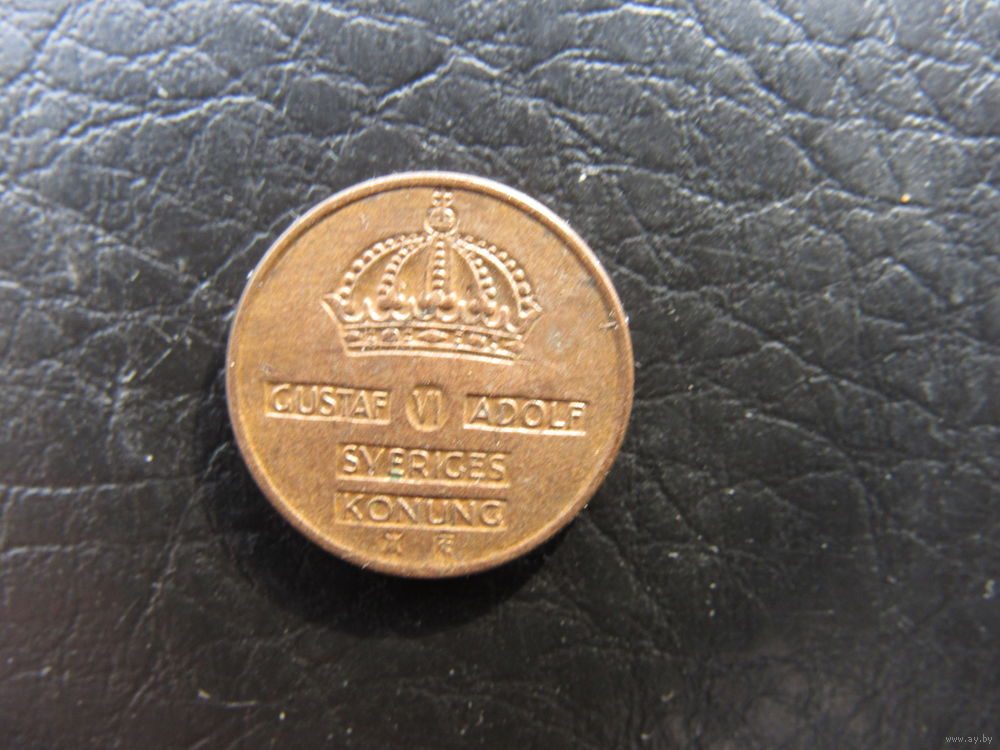 GUSTAF VI ADOLF
SVERIGES
KONUNG
www.ay.by